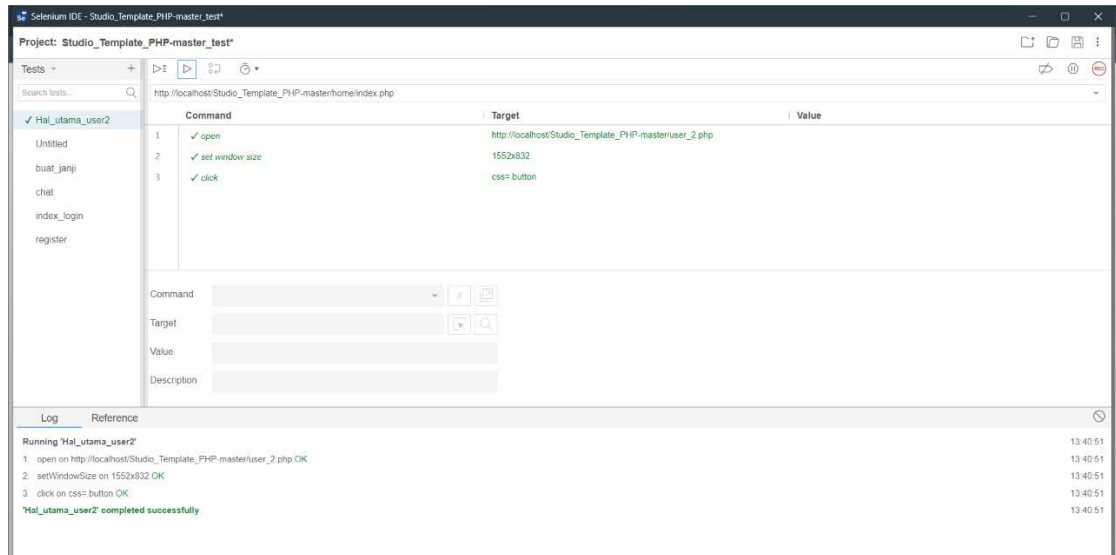 Selenium IDE - Studio_Template_PHP-master_test*
Project: Studio_Template_PHP-master_test*
Tests
Search tests...
http://localhost/Studio_Template_PHP-master/home/index.php
REC
✓ Hal_utama_user2
Untitled
buat_janji
chat
index_login
register
Command Target Value
1 ✓ open http://localhost/Studio_Template_PHP-master/user_2.php
2 ✓ set window size 1552x832
3 ✓ click css=.button
Command
//
Target
Value
Description
Log Reference
Running 'Hal_utama_user2' 13:40:51
1. open on http://localhost/Studio_Template_PHP-master/user_2.php OK 13:40:51
2. setWindowSize on 1552x832 OK 13:40:51
3. click on css=.button OK 13:40:51
'Hal_utama_user2' completed successfully 13:40:51